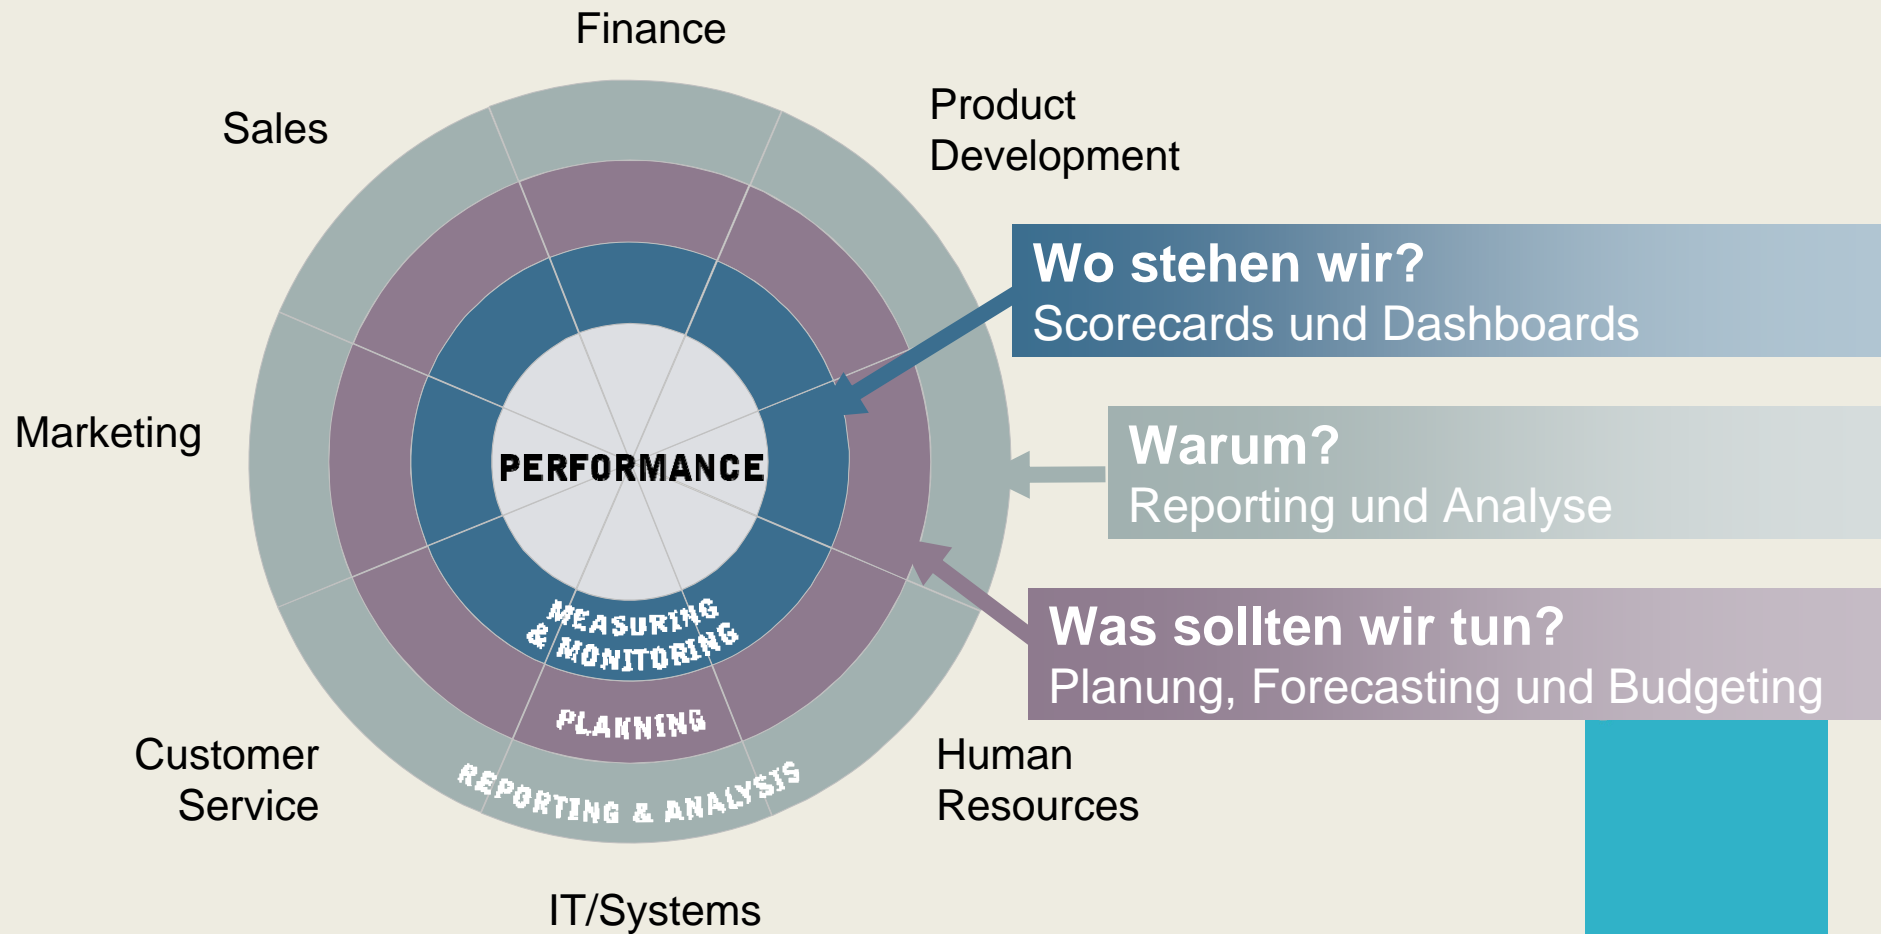 Finance
Sales
Product
Development
Wo stehen wir?
Scorecards und Dashboards
Marketing
PERFORMANCE
Warum?
Reporting und Analyse
MEASURING
& MONITORING
Was sollten wir tun?
Planung, Forecasting und Budgeting
PLANNING
REPORTING & ANALYSIS
Customer
Service
Human
Resources
IT/Systems